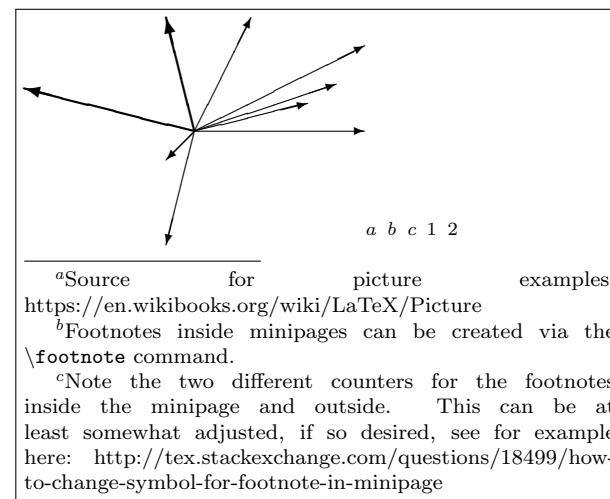 a b c 1 2
aSource for picture examples
https://en.wikibooks.org/wiki/LaTeX/Picture
bFootnotes inside minipages can be created via the
\footnote command.
cNote the two different counters for the footnotes
inside the minipage and outside. This can be at
least somewhat adjusted, if so desired, see for example
here: http://tex.stackexchange.com/questions/18499/how-
to-change-symbol-for-footnote-in-minipage